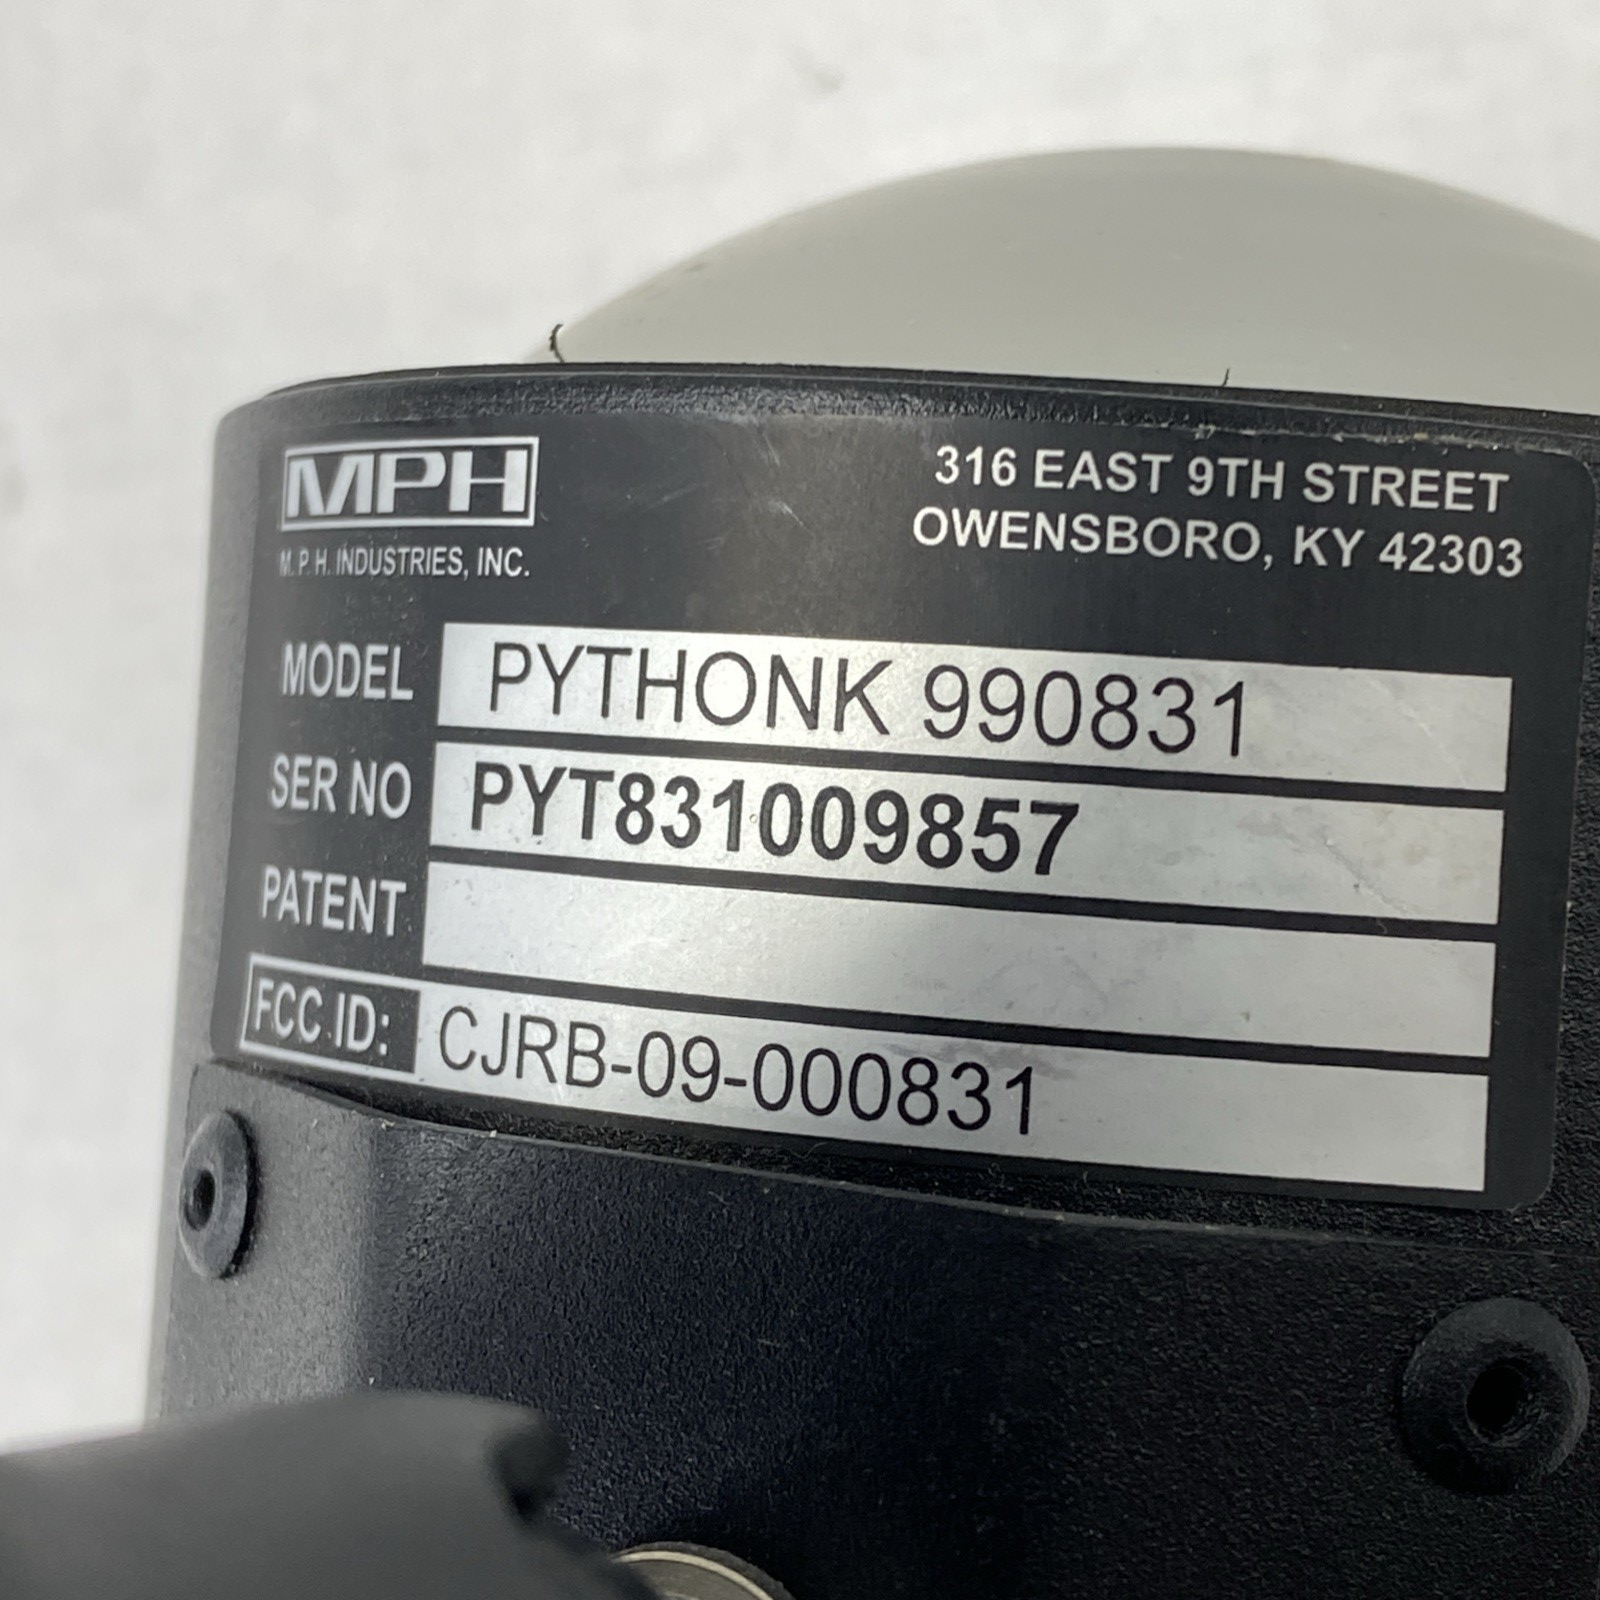 MPH
M. P. H. INDUSTRIES, INC.
316 EAST 9TH STREET
OWENSBORO, KY 42303
MODEL PYTHONK 990831
SER NO PYT831009857
PATENT
FCC ID: CJRB-09-000831